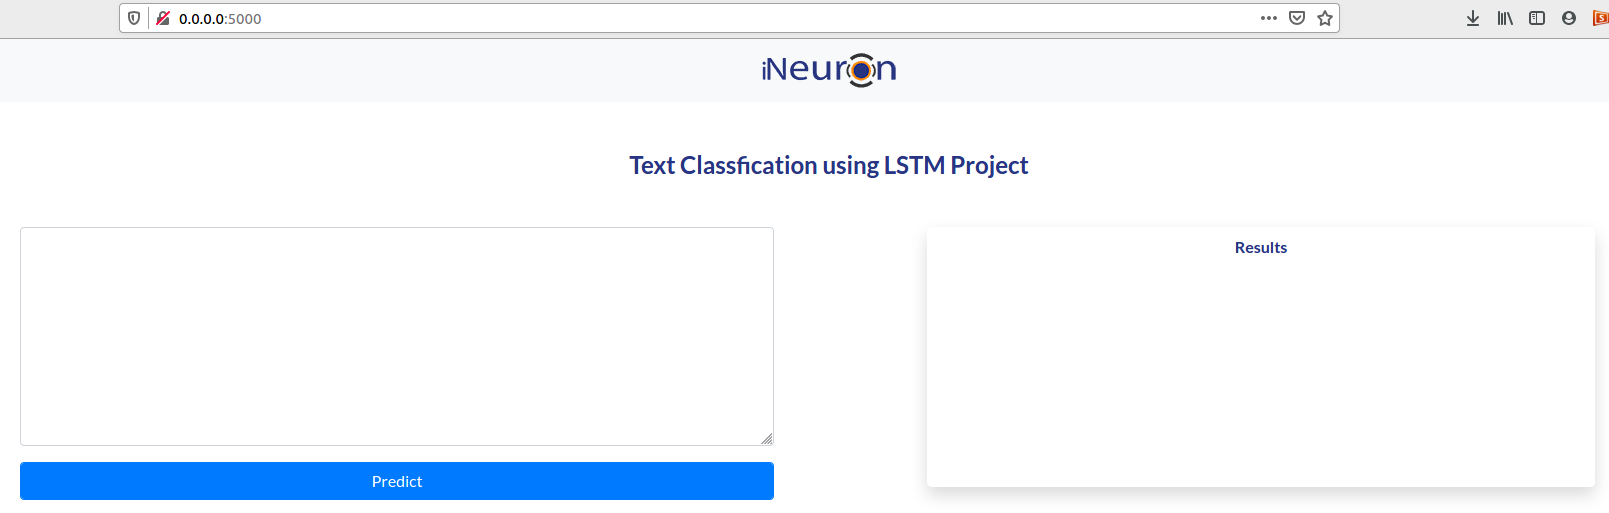 0.0.0.0:5000
iNeuron
Text Classfication using LSTM Project
Results
Predict